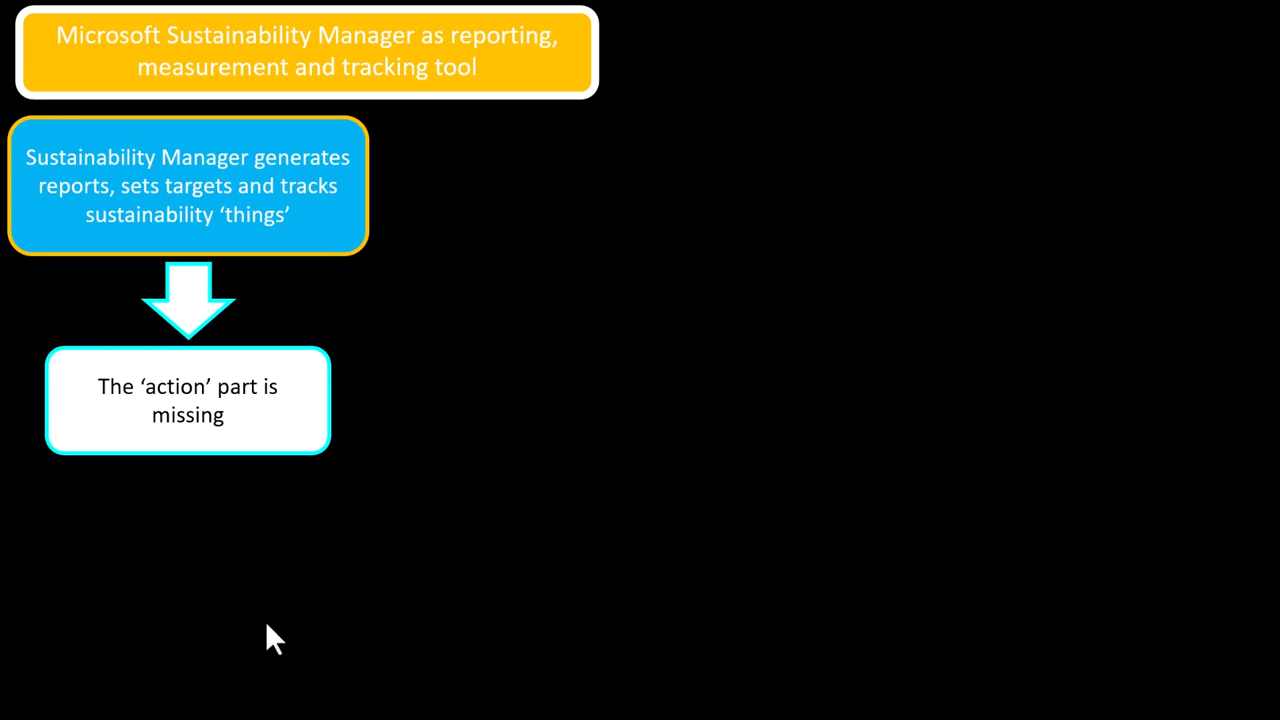 Microsoft Sustainability Manager as reporting,
measurement and tracking tool
Sustainability Manager generates
reports, sets targets and tracks
sustainability ‘things’
The ‘action’ part is
missing